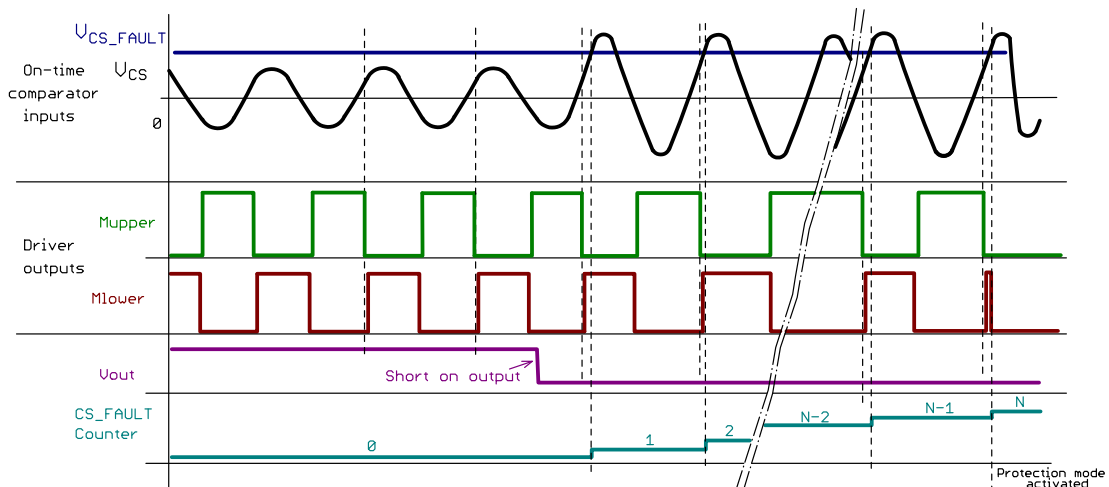 VCS_FAULT
On-time
comparator
inputs
VCS
0
Mupper
Driver
outputs
Mlower
Vout
Short on output
CS_FAULT
Counter
0
1
2
N-2
N-1
N
Protection mode
activated